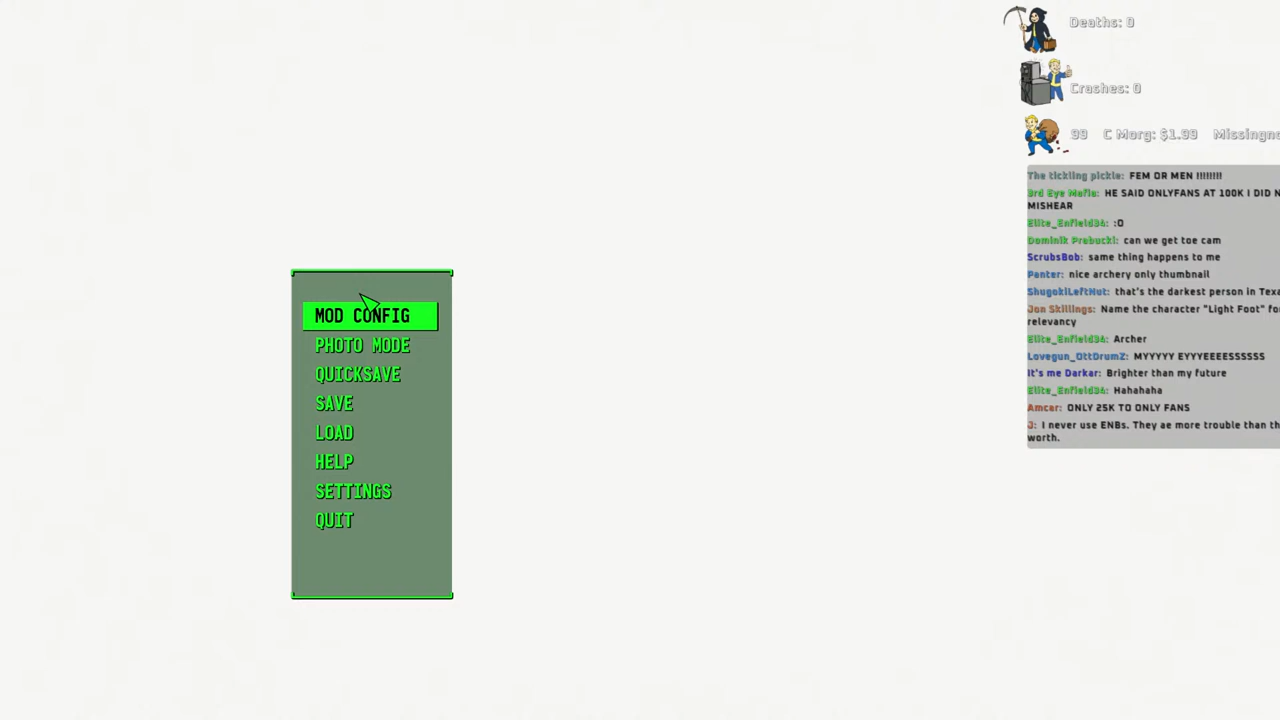 MOD CONFIG
PHOTO MODE
QUICKSAVE
SAVE
LOAD
HELP
SETTINGS
QUIT
Deaths: 0
Crashes: 0
99 C Morg: $1.99 Missingno
The tickling pickle: FEM OR MEN !!!!!!!!
3rd Eye Mafia: HE SAID ONLYFANS AT 100K I DID N
MISHEAR
Elite_Enfield34: :O
Dominik Prabucki: can we get toe cam
ScrubsBob: same thing happens to me
Panter: nice archery only thumbnail
ShugokiLeftNut: that's the darkest person in Texa
Jon Skillings: Name the character "Light Foot" for
relevancy
Elite_Enfield34: Archer
Lovegun_OttDrumZ: MYYYYY EYYYEEEESSSSSS
It's me Darkar: Brighter than my future
Elite_Enfield34: Hahahaha
Amcar: ONLY 25K TO ONLY FANS
J: I never use ENBs. They ae more trouble than th
worth.